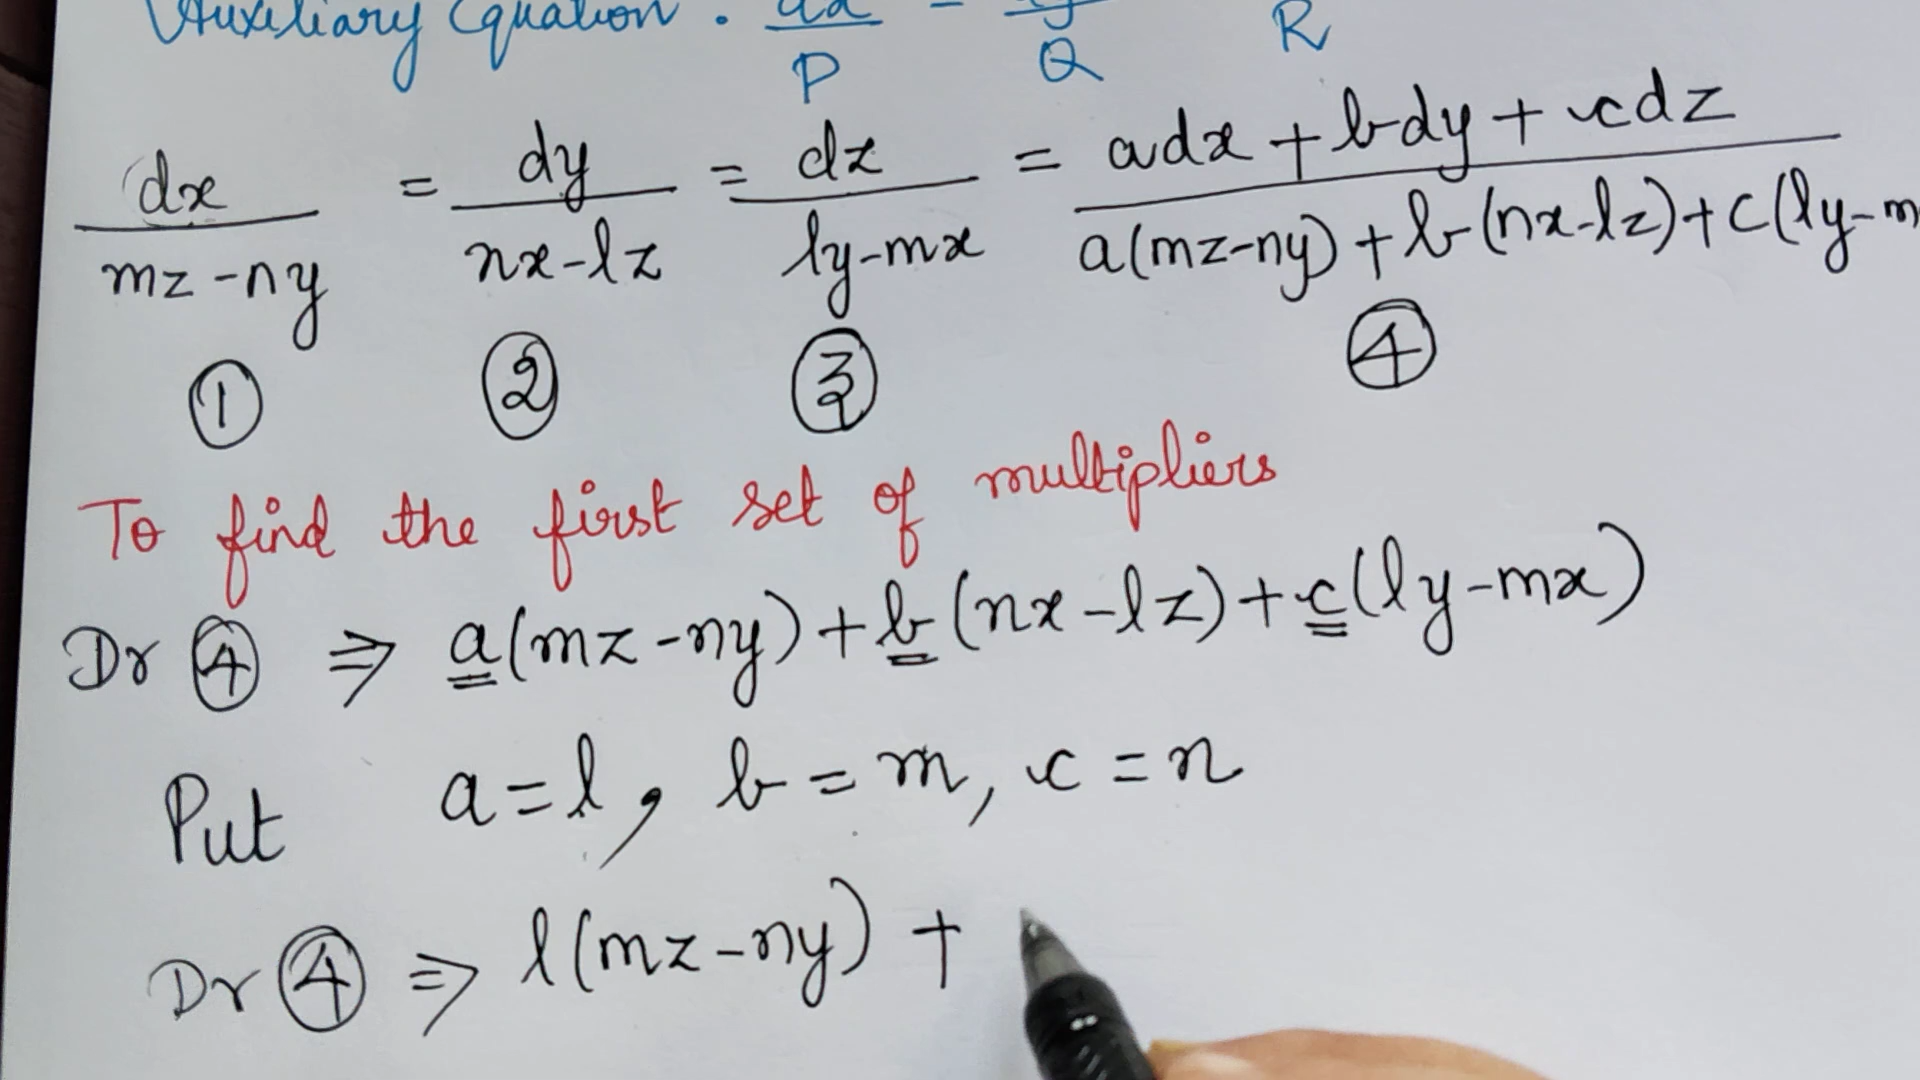 Auxiliary Equation : dx/P = dy/Q R
dx/(mz-ny) = dy/(nx-lz) = dz/(ly-mx) = (adx+bdy+cdz)/(a(mz-ny)+b(nx-lz)+c(ly-m
① ② ③ ④
To find the first set of multipliers
Dr ④ ⇒ a(mz-ny)+b(nx-lz)+c(ly-mx)
Put a=l, b=m, c=n
Dr ④ ⇒ l(mz-ny) +